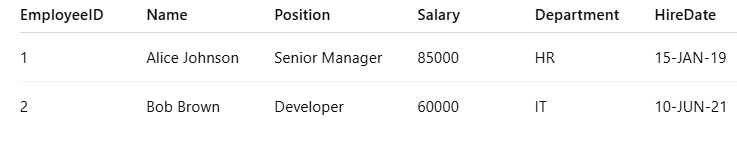 EmployeeID Name Position Salary Department HireDate
1 Alice Johnson Senior Manager 85000 HR 15-JAN-19
2 Bob Brown Developer 60000 IT 10-JUN-21